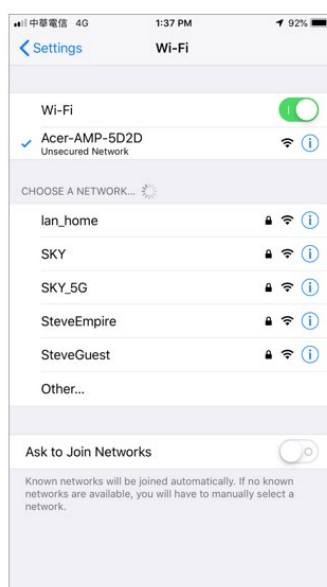 中華電信 4G 1:37 PM 92%
Settings Wi-Fi
Wi-Fi
Acer-AMP-5D2D
Unsecured Network
CHOOSE A NETWORK...
lan_home
SKY
SKY_5G
SteveEmpire
SteveGuest
Other...
Ask to Join Networks
Known networks will be joined automatically. If no known
networks are available, you will have to manually select a
network.